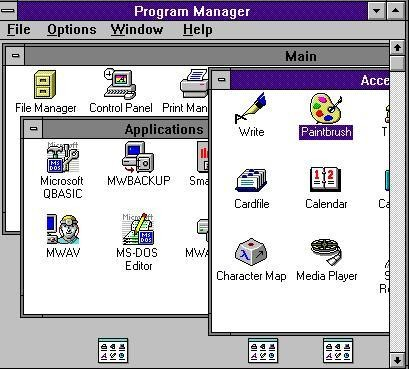 Program Manager
File Options Window Help
Main
File Manager Control Panel Print Man
Acce
Write Paintbrush T
Applications
Microsoft QBASIC MWBACKUP Sma
Cardfile Calendar Ca
MWAV MS-DOS Editor MWA
Character Map Media Player S
R